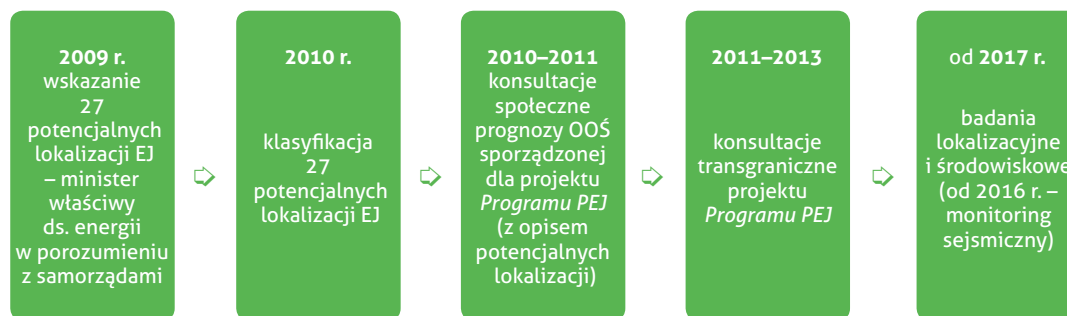 2009 r.
wskazanie
27
potencjalnych
lokalizacji EJ
– minister
właściwy
ds. energii
w porozumieniu
z samorządami
2010 r.
klasyfikacja
27
potencjalnych
lokalizacji EJ
2010–2011
konsultacje
społeczne
prognozy OOŚ
sporządzonej
dla projektu
Programu PEJ
(z opisem
potencjalnych
lokalizacji)
2011–2013
konsultacje
transgraniczne
projektu
Programu PEJ
od 2017 r.
badania
lokalizacyjne
i środowiskowe
(od 2016 r. –
monitoring
sejsmiczny)